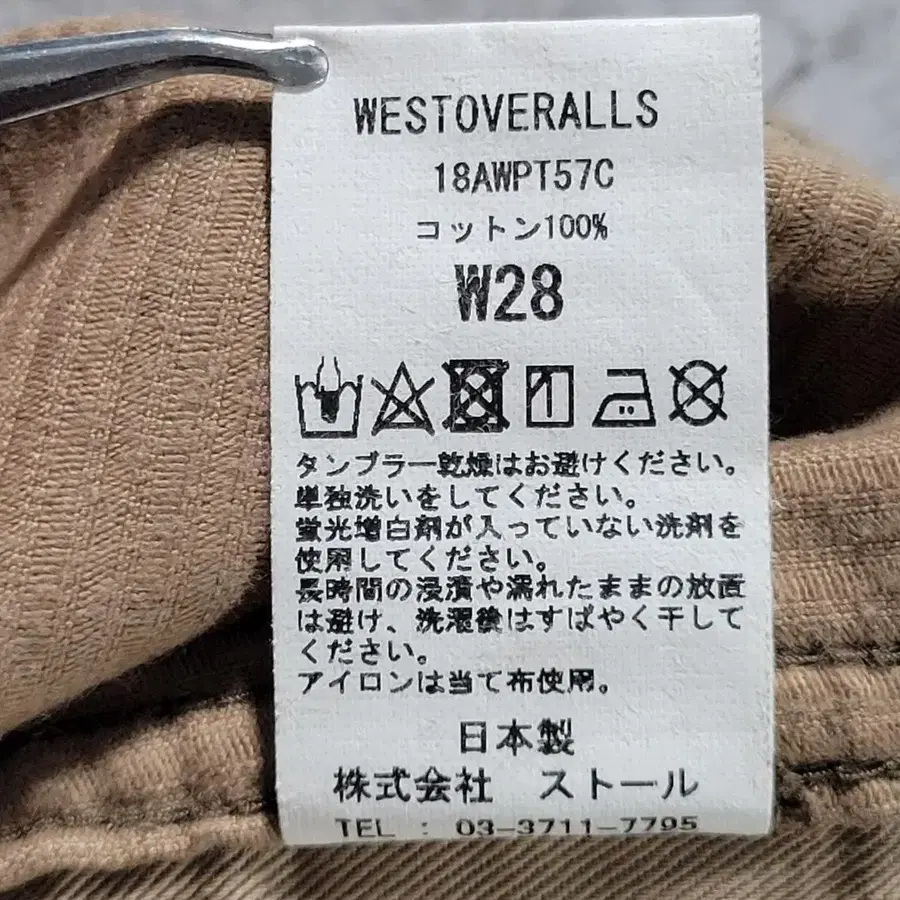 WESTOVERALLS
18AWPT57C
コットン100%
W28
タンブラー乾燥はお避けください。
単独洗いをしてください。
蛍光増白剤が入っていない洗剤を
使用してください。
長時間の浸漬や濡れたままの放置
は避け、洗濯後はすばやく干して
ください。
アイロンは当て布使用。
日本製
株式会社 ストール
TEL : 03-3711-7795